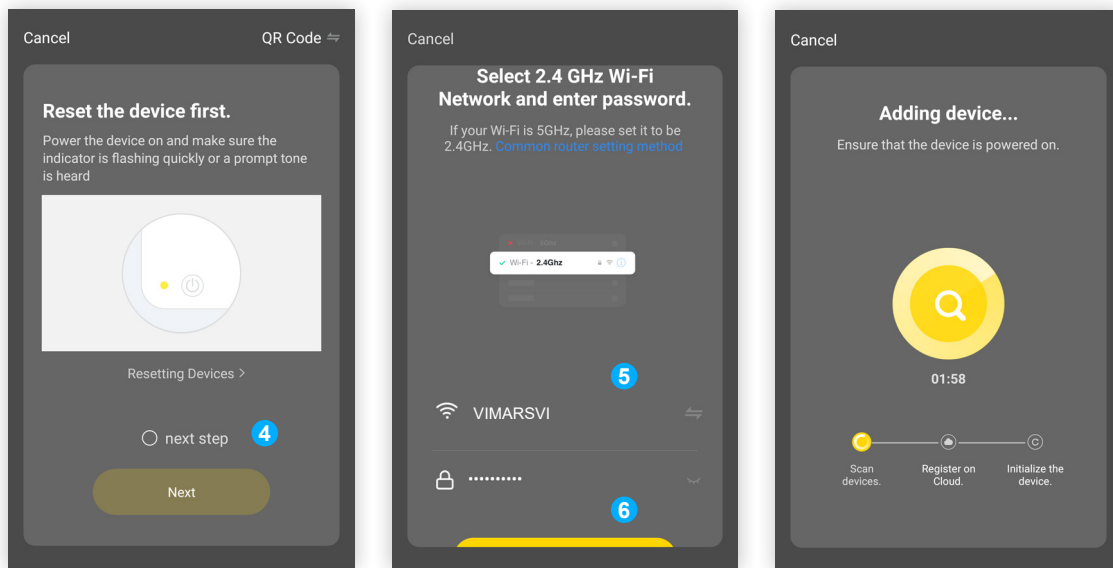 Cancel
QR Code
Reset the device first.
Power the device on and make sure the
indicator is flashing quickly or a prompt tone
is heard
Resetting Devices >
next step
4
Next
Cancel
Select 2.4 GHz Wi-Fi
Network and enter password.
If your Wi-Fi is 5GHz, please set it to be
2.4GHz. Common router setting method
Wi-Fi - 2.4Ghz
5
VIMARSVI
••••••••••
6
Cancel
Adding device...
Ensure that the device is powered on.
01:58
Scan
devices.
Register on
Cloud.
Initialize the
device.